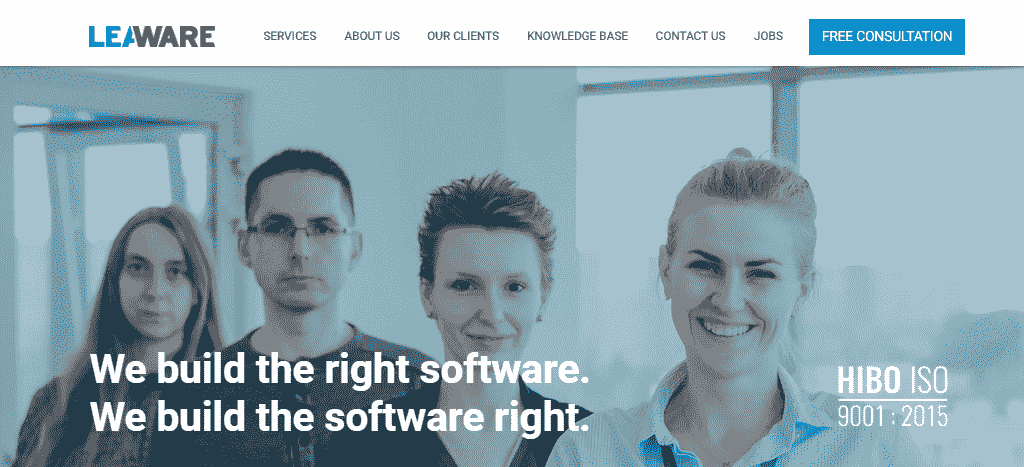 LEAWARE
SERVICES ABOUT US OUR CLIENTS KNOWLEDGE BASE CONTACT US JOBS FREE CONSULTATION
We build the right software.
We build the software right.
HIBO ISO
9001 : 2015